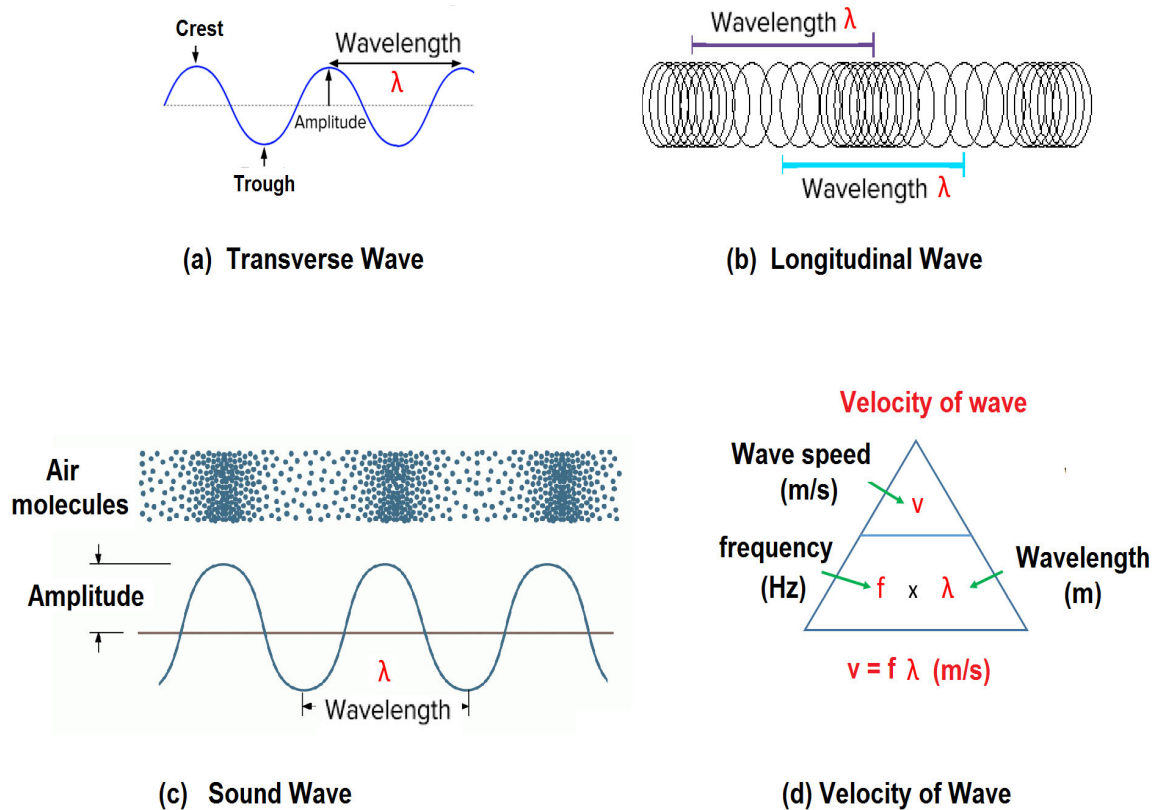 Crest
Wavelength
λ
Amplitude
Trough
(a) Transverse Wave
Wavelength λ
Wavelength λ
(b) Longitudinal Wave
Air
molecules
Amplitude
λ
Wavelength
(c) Sound Wave
Velocity of wave
Wave speed
(m/s)
v
frequency
(Hz)
f x λ
Wavelength
(m)
v = f λ (m/s)
(d) Velocity of Wave